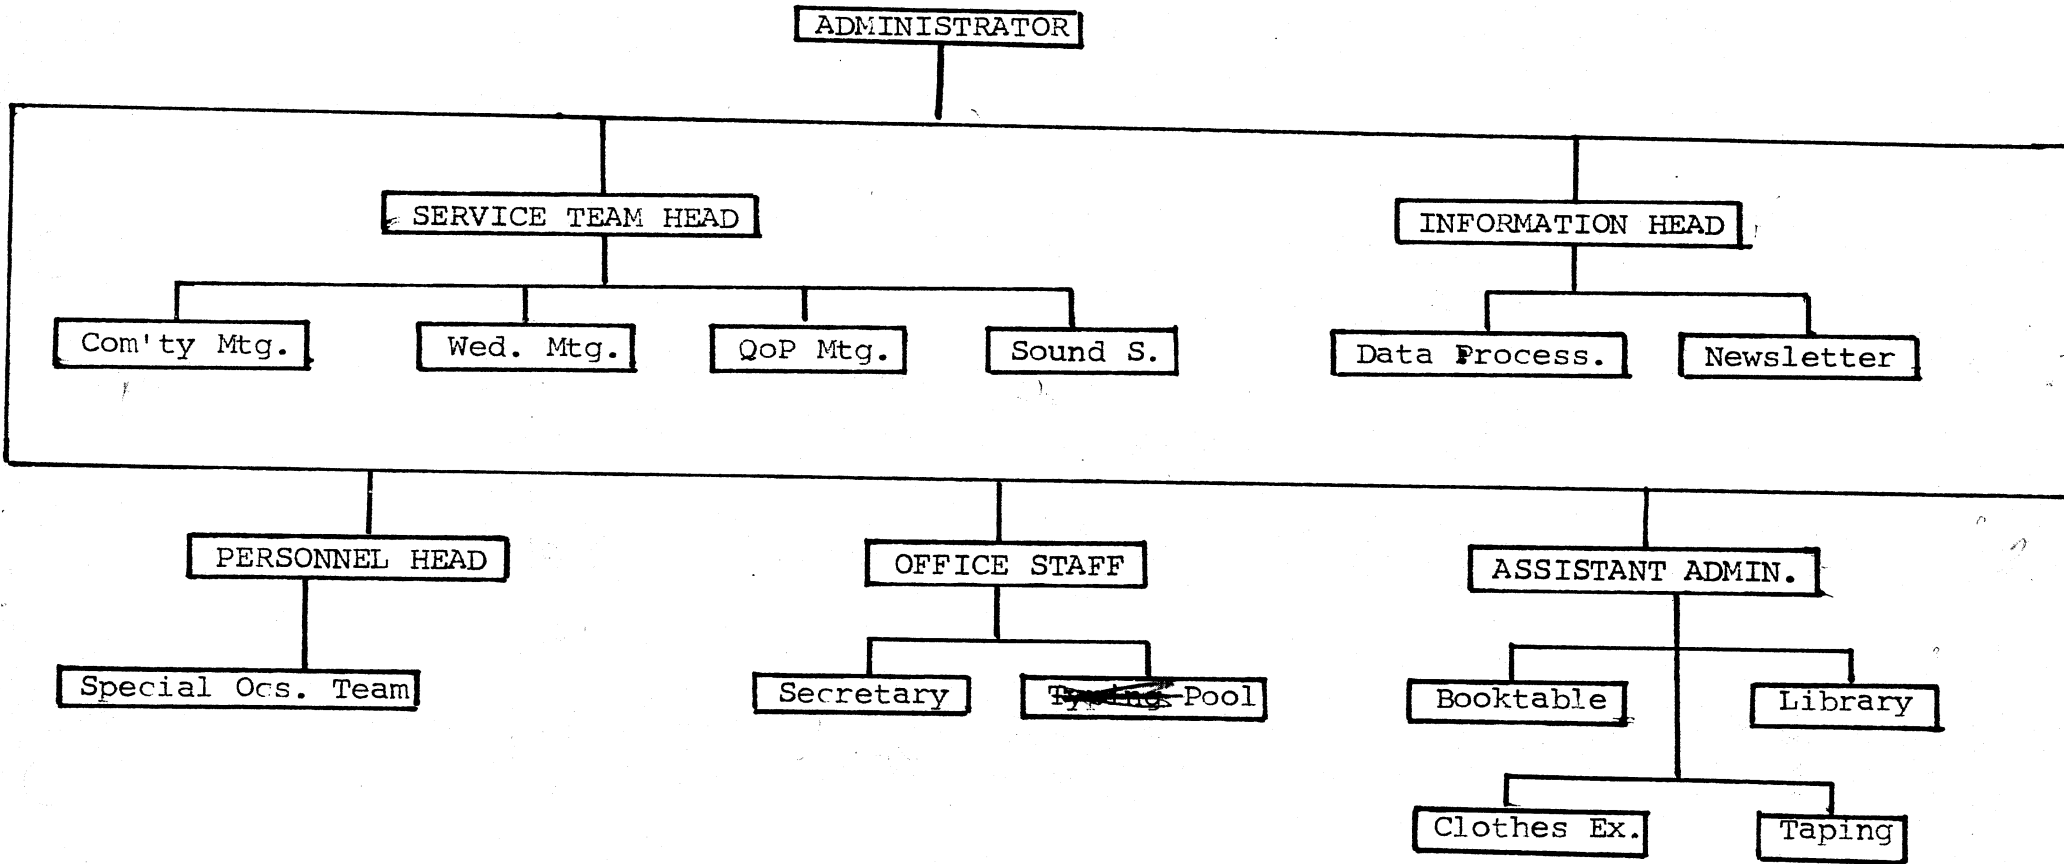 ADMINISTRATOR
SERVICE TEAM HEAD
INFORMATION HEAD
Com'ty Mtg.
Wed. Mtg.
QoP Mtg.
Sound S.
Data Process.
Newsletter
PERSONNEL HEAD
OFFICE STAFF
ASSISTANT ADMIN.
Special Ocs. Team
Secretary
Typing Pool
Booktable
Library
Clothes Ex.
Taping